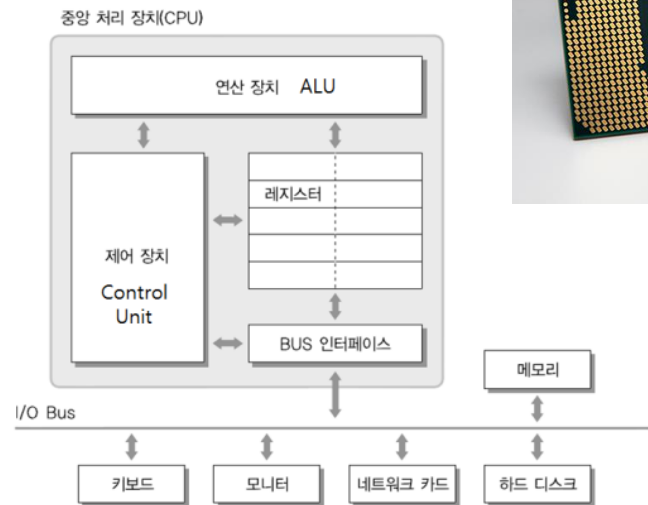 중앙 처리 장치(CPU)
연산 장치 ALU
레지스터
제어 장치
Control
Unit
BUS 인터페이스
메모리
I/O Bus
키보드
모니터
네트워크 카드
하드 디스크